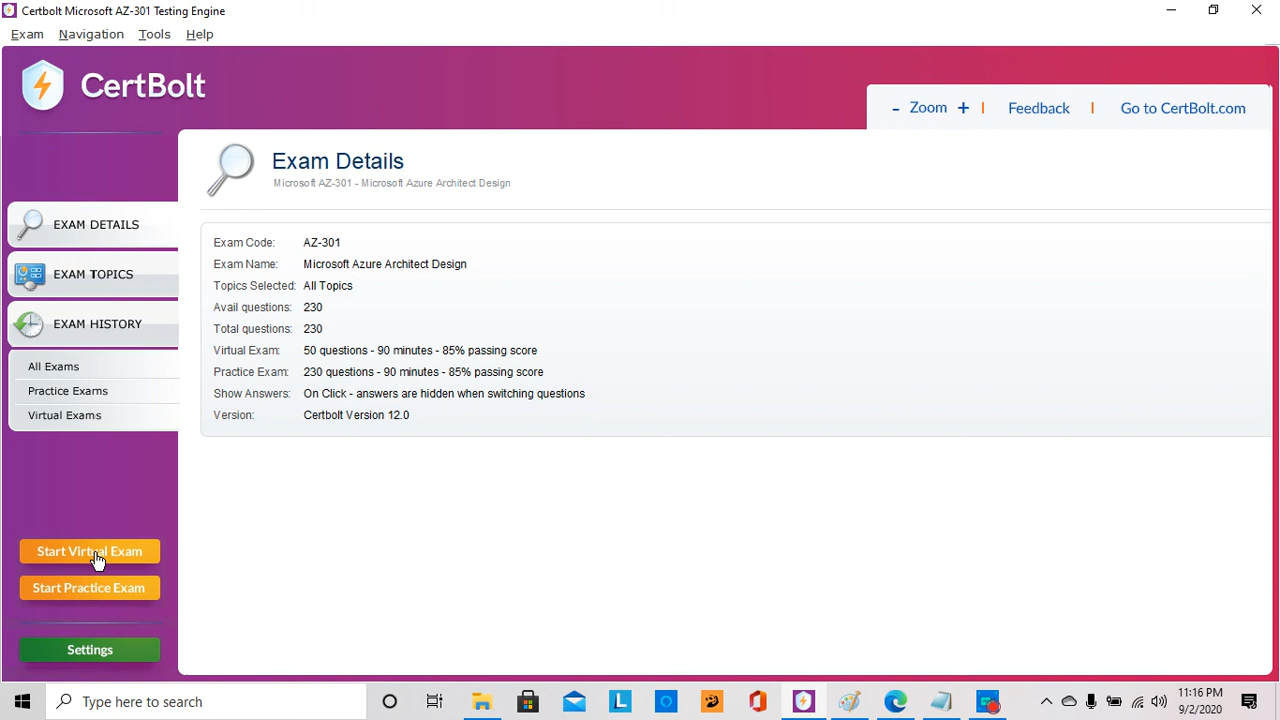 Certbolt Microsoft AZ-301 Testing Engine
Exam Navigation Tools Help
CertBolt
- Zoom + | Feedback | Go to CertBolt.com
Exam Details
Microsoft AZ-301 - Microsoft Azure Architect Design
EXAM DETAILS
EXAM TOPICS
EXAM HISTORY
All Exams
Practice Exams
Virtual Exams
Exam Code: AZ-301
Exam Name: Microsoft Azure Architect Design
Topics Selected: All Topics
Avail questions: 230
Total questions: 230
Virtual Exam: 50 questions - 90 minutes - 85% passing score
Practice Exam: 230 questions - 90 minutes - 85% passing score
Show Answers: On Click - answers are hidden when switching questions
Version: Certbolt Version 12.0
Start Virtual Exam
Start Practice Exam
Settings
Type here to search
L
11:16 PM
9/2/2020